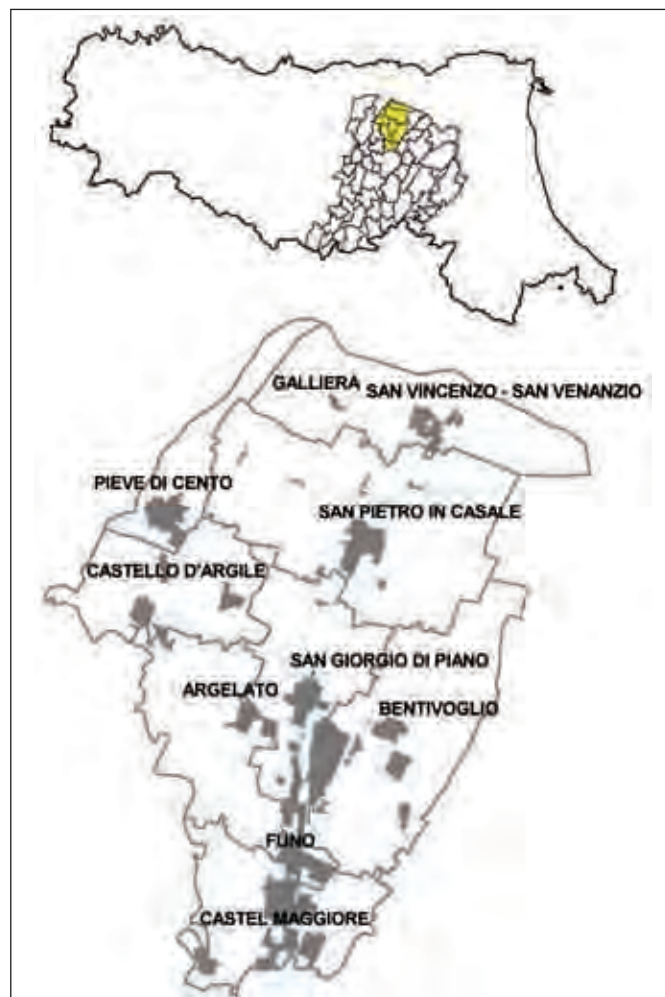 GALLIERA
SAN VINCENZO - SAN VENANZIO
PIEVE DI CENTO
SAN PIETRO IN CASALE
CASTELLO D'ARGILE
SAN GIORGIO DI PIANO
ARGELATO
BENTIVOGLIO
FUNO
CASTEL MAGGIORE